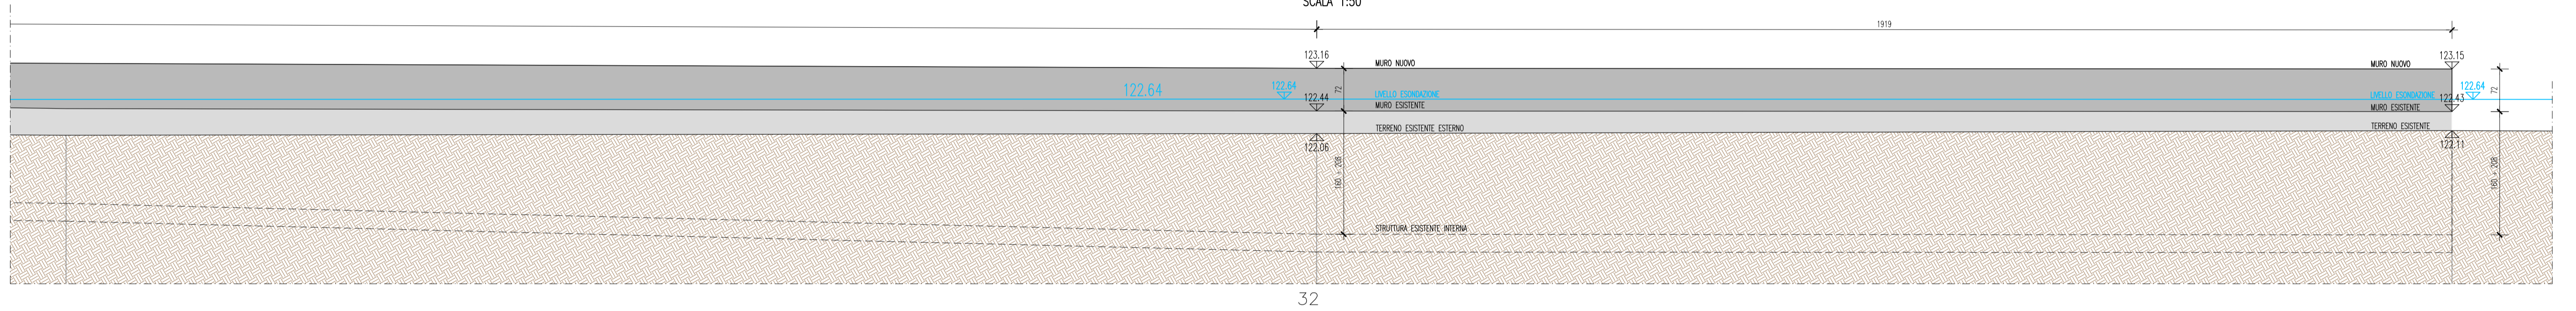 SCALA 1:50
1919
123.16
MURO NUOVO
MURO NUOVO
123.15
122.64
122.64
72
LIVELLO ESONDAZIONE
LIVELLO ESONDAZIONE
122.64
72
122.44
MURO ESISTENTE
MURO ESISTENTE
122.43
TERRENO ESISTENTE ESTERNO
TERRENO ESISTENTE
122.06
122.11
160 ÷ 208
160 ÷ 208
STRUTTURA ESISTENTE INTERNA
32